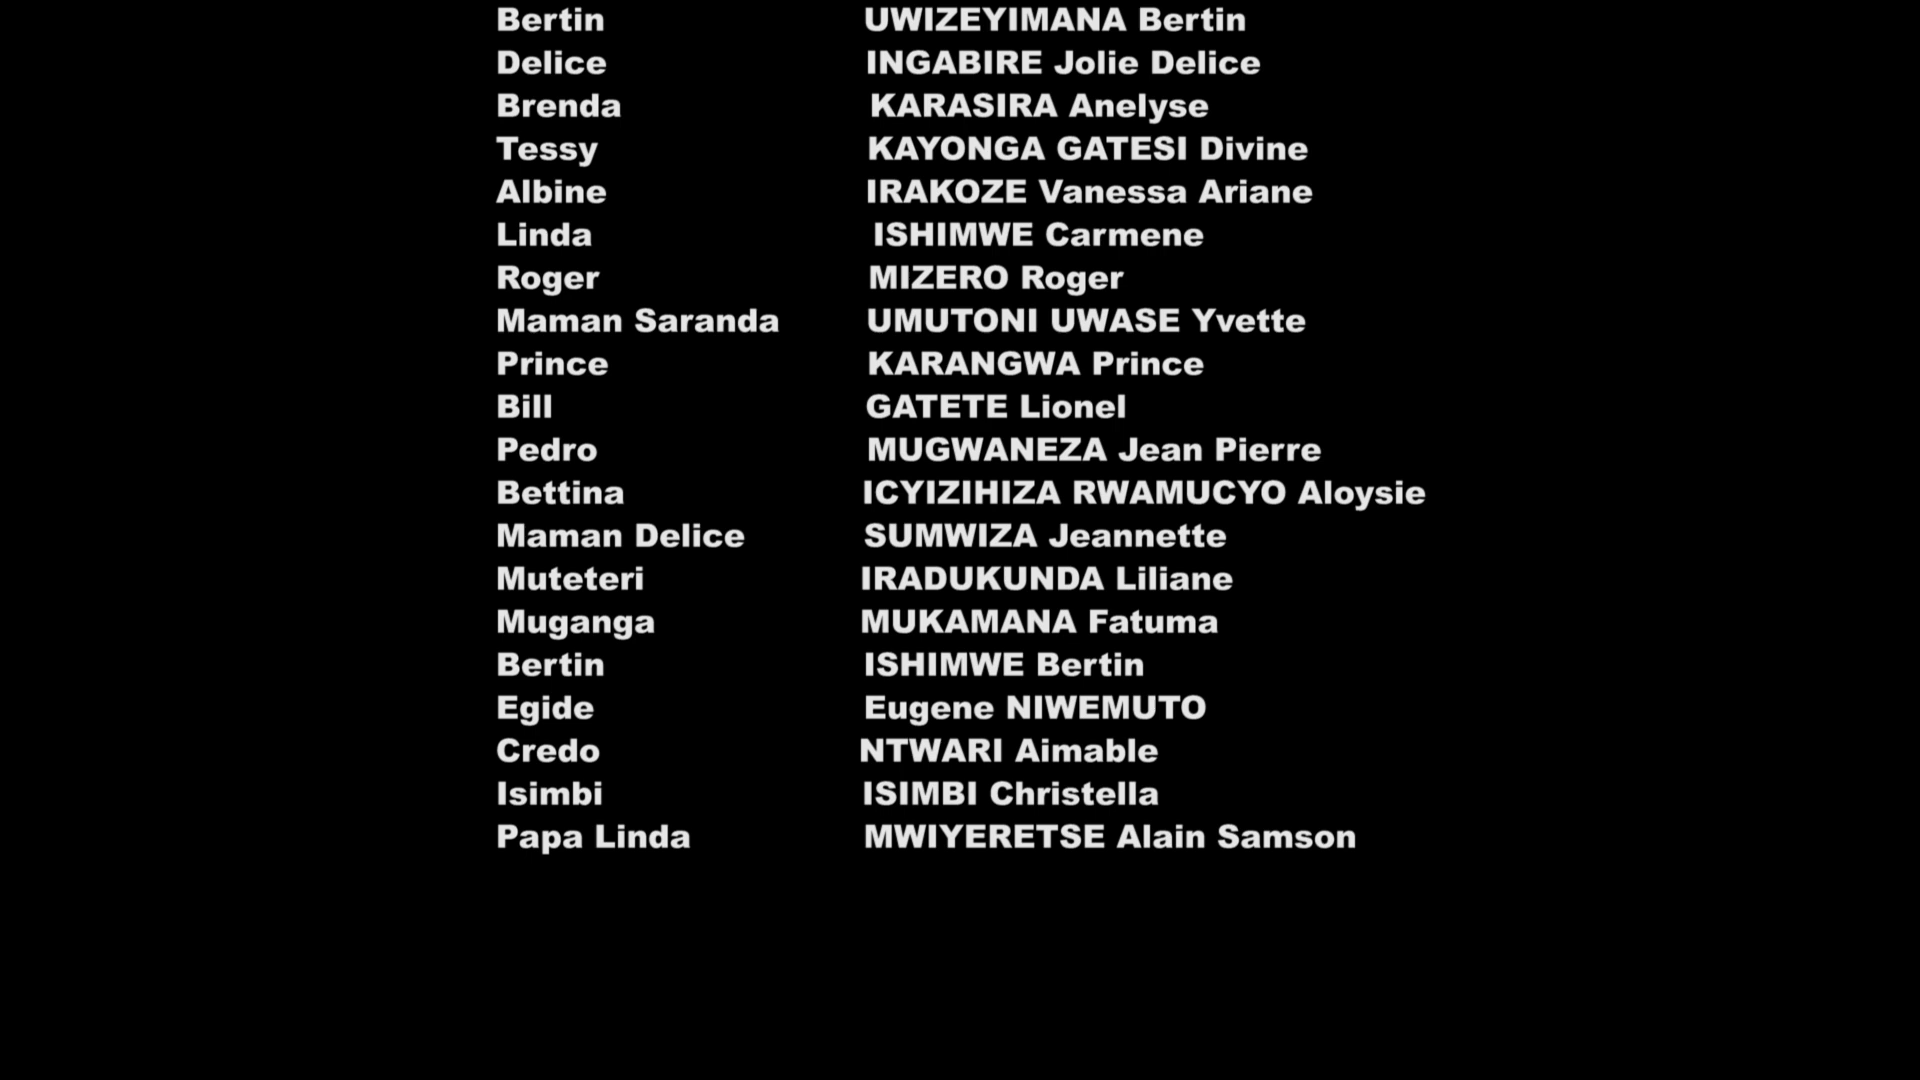 Bertin UWIZEYIMANA Bertin
Delice INGABIRE Jolie Delice
Brenda KARASIRA Anelyse
Tessy KAYONGA GATESI Divine
Albine IRAKOZE Vanessa Ariane
Linda ISHIMWE Carmene
Roger MIZERO Roger
Maman Saranda UMUTONI UWASE Yvette
Prince KARANGWA Prince
Bill GATETE Lionel
Pedro MUGWANEZA Jean Pierre
Bettina ICYIZIHIZA RWAMUCYO Aloysie
Maman Delice SUMWIZA Jeannette
Muteteri IRADUKUNDA Liliane
Muganga MUKAMANA Fatuma
Bertin ISHIMWE Bertin
Egide Eugene NIWEMUTO
Credo NTWARI Aimable
Isimbi ISIMBI Christella
Papa Linda MWIYERETSE Alain Samson